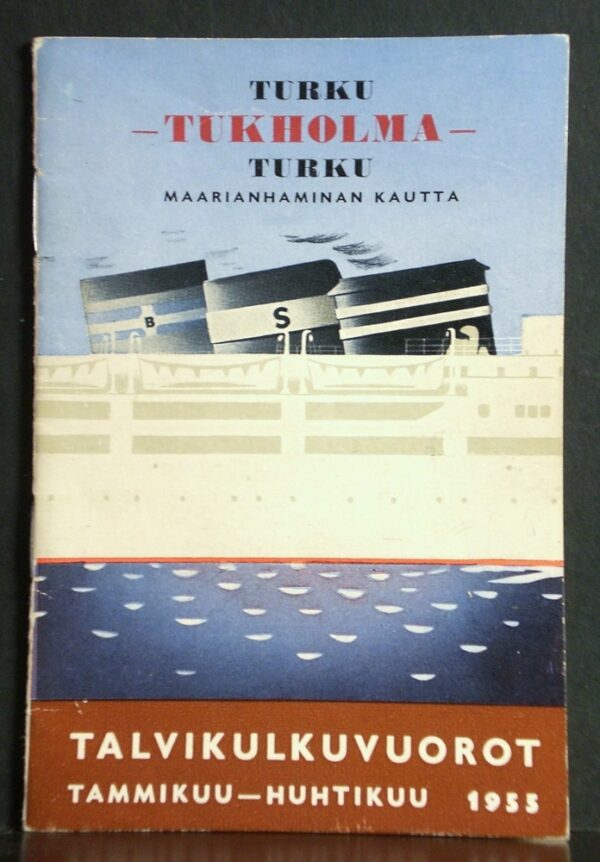 TURKU
–TUKHOLMA–
TURKU
MAARIANHAMINAN KAUTTA
B
S
TALVIKULKUVUOROT
TAMMIKUU–HUHTIKUU 1955